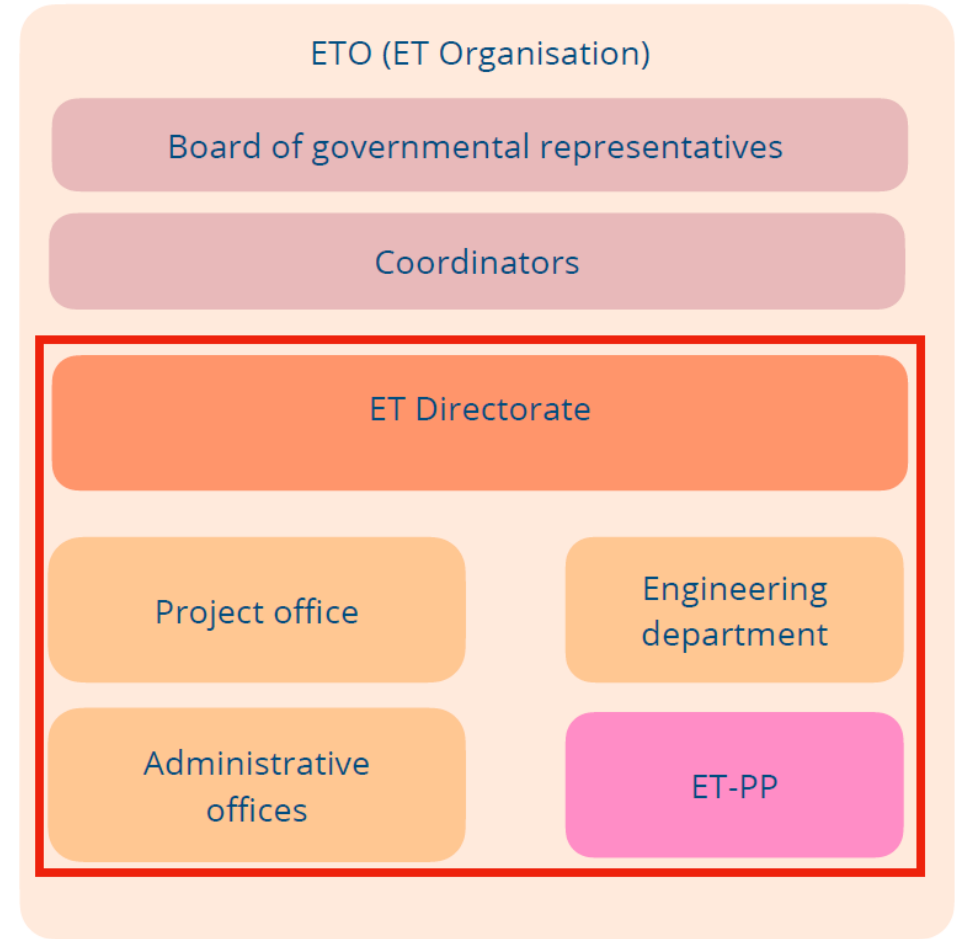 ETO (ET Organisation)
Board of governmental representatives
Coordinators
ET Directorate
Project office
Engineering
department
Administrative
offices
ET-PP